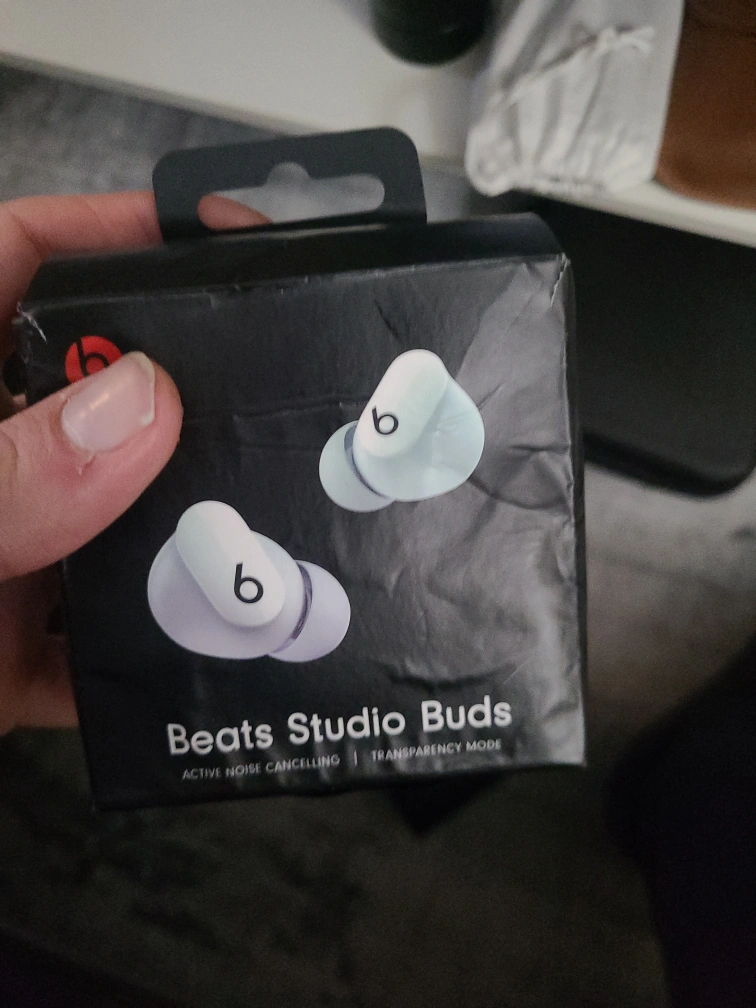 Beats Studio Buds
ACTIVE NOISE CANCELLING | TRANSPARENCY MODE